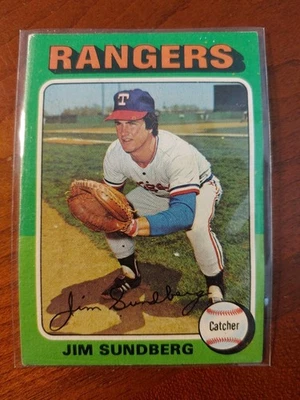 RANGERS
T
Jim Sundberg
Catcher
JIM SUNDBERG